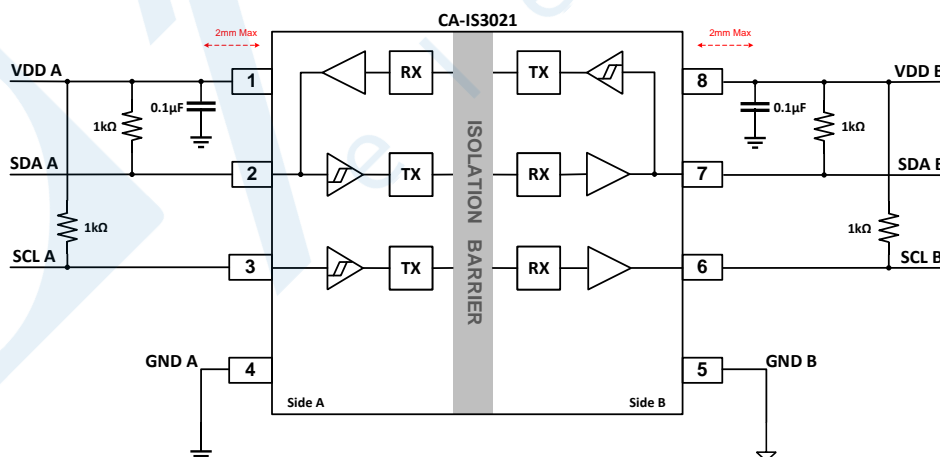 CA-IS3021
2mm Max
2mm Max
VDD A
1
RX
TX
8
VDD B
0.1µF
1kΩ
0.1µF
1kΩ
SDA A
2
TX
RX
7
SDA B
ISOLATION BARRIER
1kΩ
1kΩ
SCL A
3
TX
RX
6
SCL B
GND A
4
5
GND B
Side A
Side B
e l e